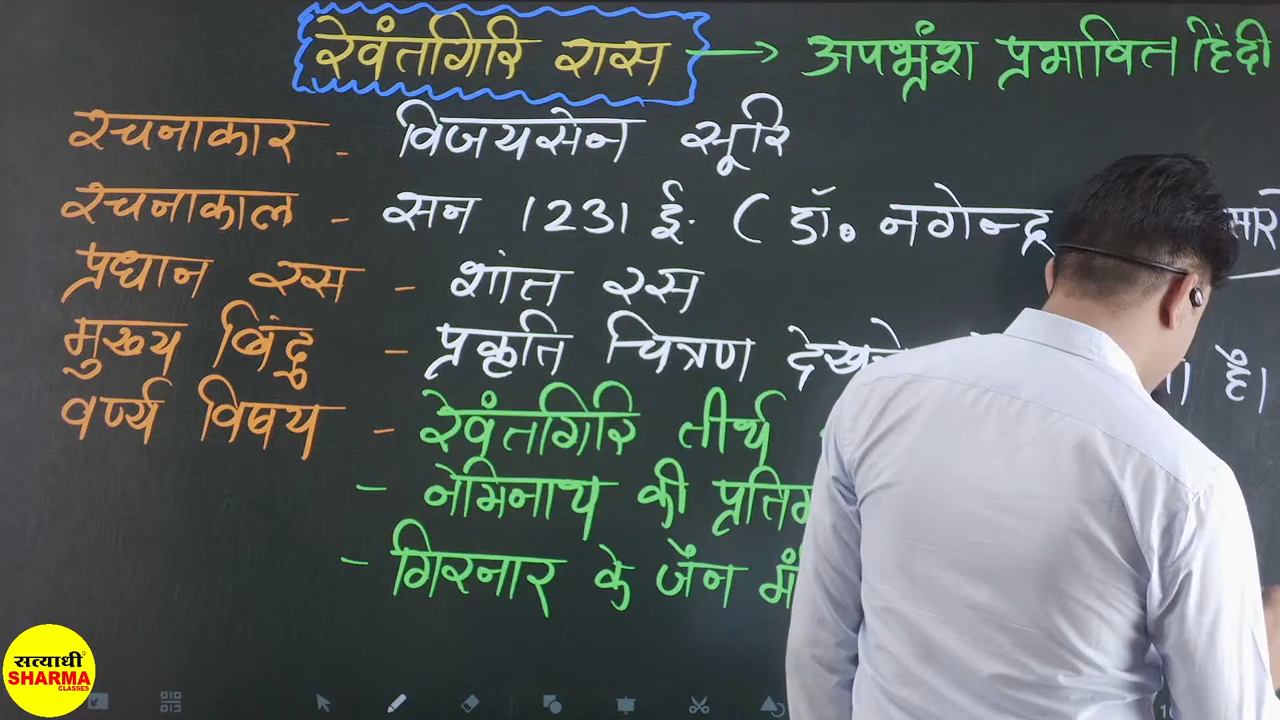 रेवंतगिरि रास → अपभ्रंश प्रभावित हिंदी
रचनाकार - विजयसेन सूरि
रचनाकाल - सन 1231 ई. ( डॉ. नगेन्द्र
प्रधान रस - शांत रस
मुख्य बिंदु - प्रकृति चित्रण है।
वर्ण्य विषय - रेवंतगिरि तीर्थ
- नेमिनाथ की
- गिरनार के जैन
सत्यार्थी
SHARMA
CLASSES